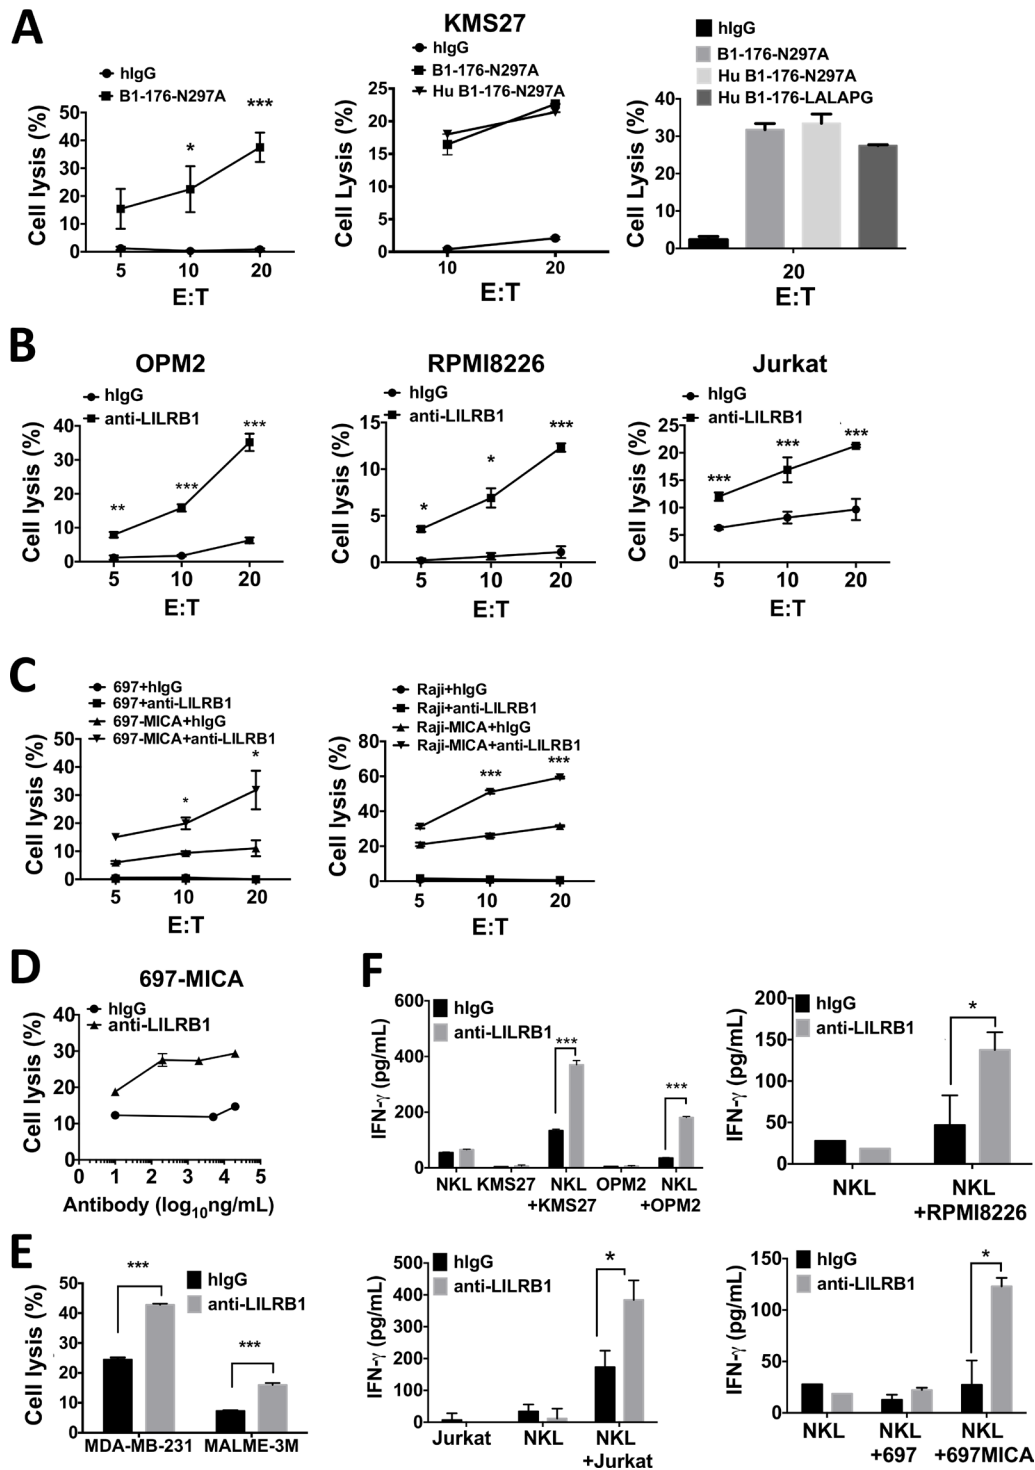 A
hIgG
B1-176-N297A
***
*
Cell lysis (%)
50
40
30
20
10
0
5 10 20
E:T
KMS27
hIgG
B1-176-N297A
Hu B1-176-N297A
Cell Lysis (%)
25
20
15
10
5
0
10 20
E:T
hIgG
B1-176-N297A
Hu B1-176-N297A
Hu B1-176-LALAPG
Cell Lysis (%)
40
30
20
10
0
20
E:T
B
OPM2
hIgG
anti-LILRB1
***
***
**
Cell lysis (%)
40
30
20
10
0
5 10 20
E:T
RPMI8226
hIgG
anti-LILRB1
***
*
*
Cell lysis (%)
15
10
5
0
5 10 20
E:T
Jurkat
hIgG
anti-LILRB1
***
***
***
Cell lysis (%)
25
20
15
10
5
0
5 10 20
E:T
C
697+hIgG
697+anti-LILRB1
697-MICA+hIgG
697-MICA+anti-LILRB1
*
*
Cell lysis (%)
50
40
30
20
10
0
5 10 20
E:T
Raji+hIgG
Raji+anti-LILRB1
Raji-MICA+hIgG
Raji-MICA+anti-LILRB1
***
***
Cell lysis (%)
80
60
40
20
0
5 10 20
E:T
D
697-MICA
hIgG
anti-LILRB1
Cell lysis (%)
40
30
20
10
0
0 1 2 3 4 5
Antibody (log10ng/mL)
E
***
hIgG
anti-LILRB1
***
Cell lysis (%)
50
40
30
20
10
0
MDA-MB-231 MALME-3M
F
hIgG
anti-LILRB1
***
***
IFN-γ (pg/mL)
600
400
200
0
NKL KMS27 NKL OPM2 NKL
+KMS27 +OPM2
hIgG
anti-LILRB1
*
IFN-γ (pg/mL)
200
150
100
50
0
NKL NKL
+RPMI8226
hIgG
anti-LILRB1
*
IFN-γ (pg/mL)
500
400
300
200
100
0
Jurkat NKL NKL
+Jurkat
hIgG
anti-LILRB1
*
IFN-γ (pg/mL)
150
100
50
0
NKL NKL NKL
+697 +697MICA